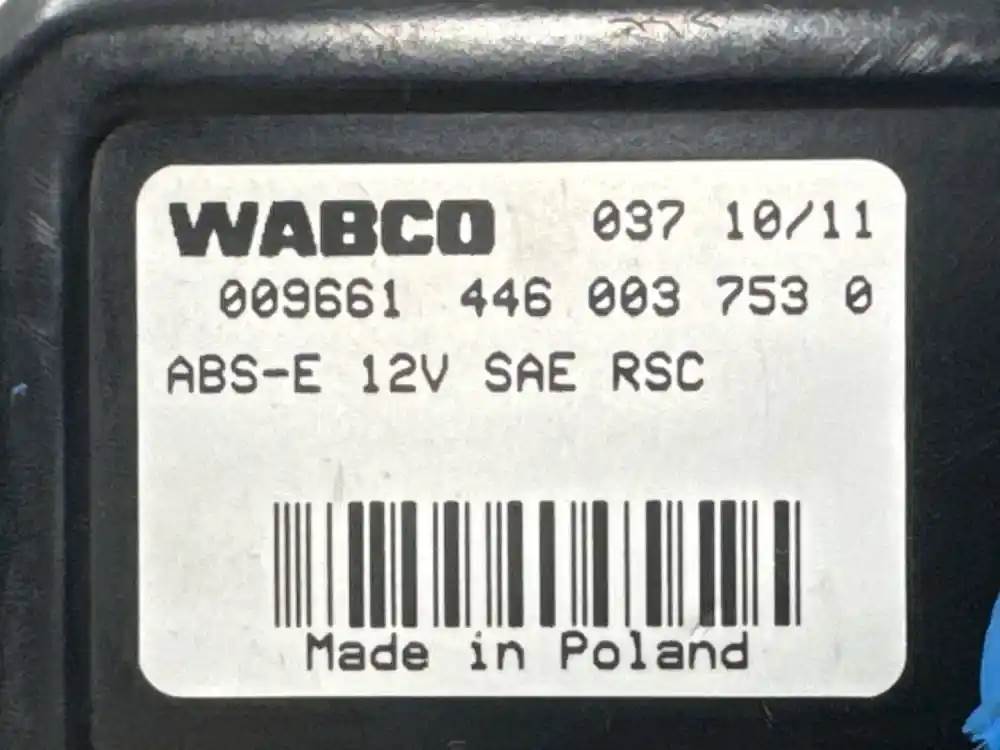 WABCO 037 10/11
009661 446 003 753 0
ABS-E 12V SAE RSC
Made in Poland